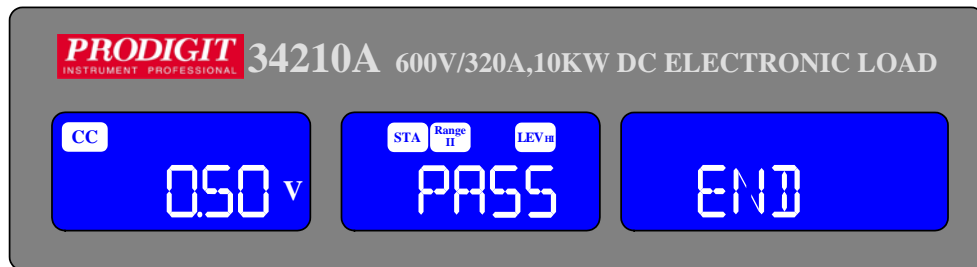 PRODIGIT
INSTRUMENT PROFESSIONAL
34210A 600V/320A,10KW DC ELECTRONIC LOAD
CC
0.50 V
STA Range II LEV HI
PASS
END